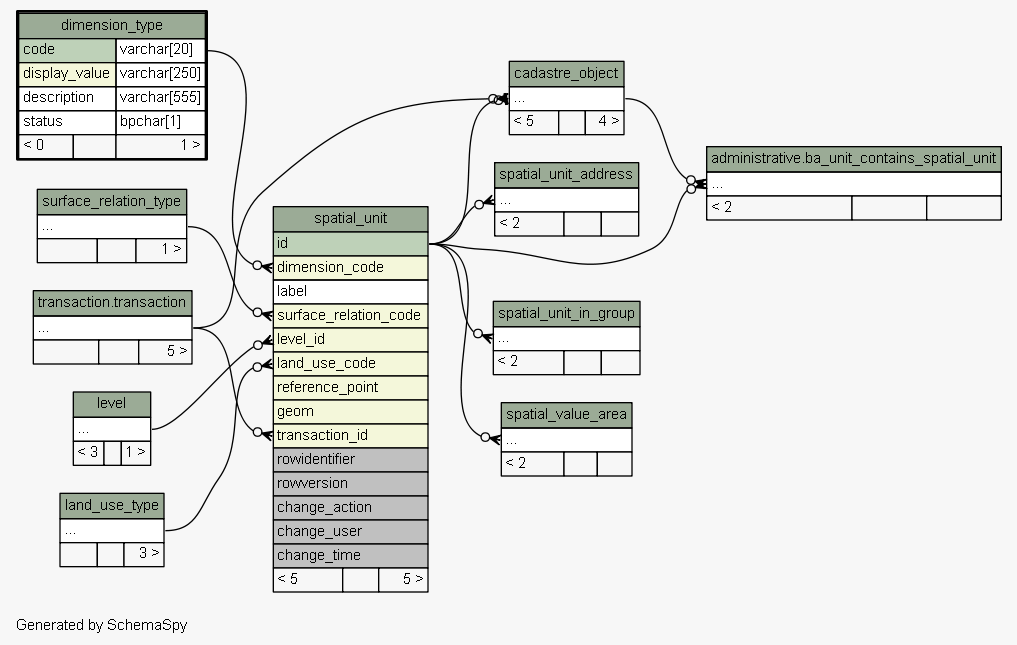 dimension_type
code varchar[20]
display_value varchar[250]
description varchar[555]
status bpchar[1]
< 0 1 >
surface_relation_type
...
1 >
transaction.transaction
...
5 >
level
...
< 3 1 >
land_use_type
...
3 >
spatial_unit
id
dimension_code
label
surface_relation_code
level_id
land_use_code
reference_point
geom
transaction_id
rowidentifier
rowversion
change_action
change_user
change_time
< 5 5 >
cadastre_object
...
< 5 4 >
spatial_unit_address
...
< 2
spatial_unit_in_group
...
< 2
spatial_value_area
...
< 2
administrative.ba_unit_contains_spatial_unit
...
< 2
Generated by SchemaSpy